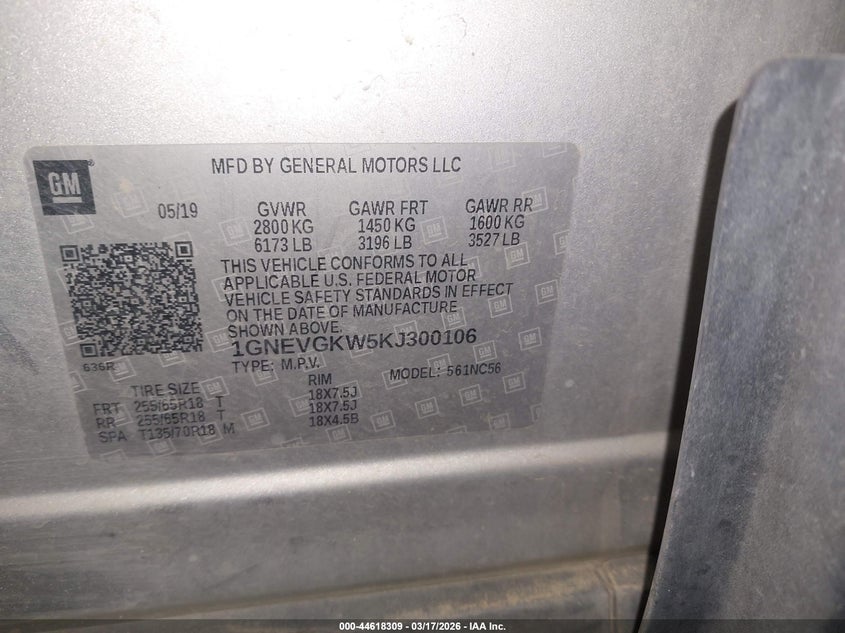 GM
MFD BY GENERAL MOTORS LLC
05/19 GVWR GAWR FRT GAWR RR
2800 KG 1450 KG 1600 KG
6173 LB 3196 LB 3527 LB
THIS VEHICLE CONFORMS TO ALL
APPLICABLE U.S. FEDERAL MOTOR
VEHICLE SAFETY STANDARDS IN EFFECT
ON THE DATE OF MANUFACTURE
SHOWN ABOVE.
1GNEVGKW5KJ300106
636R
TYPE: M.P.V. MODEL: 561NC56
TIRE SIZE RIM
FRT 255/65R18 T 18X7.5J
RR 255/65R18 T 18X7.5J
SPA T135/70R18 M 18X4.5B
000-44618309 - 03/17/2026 - IAA Inc.